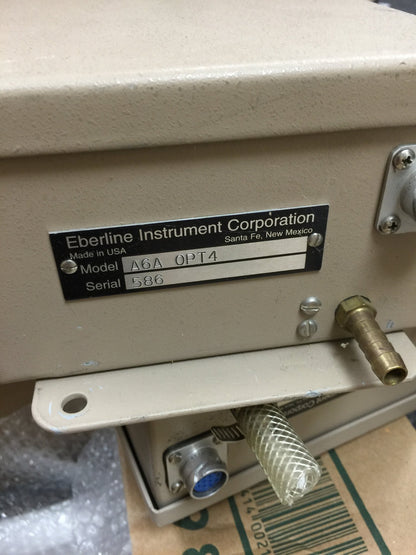 Eberline Instrument Corporation
Santa Fe, New Mexico
Made in USA
Model A6A OPT4
Serial 586